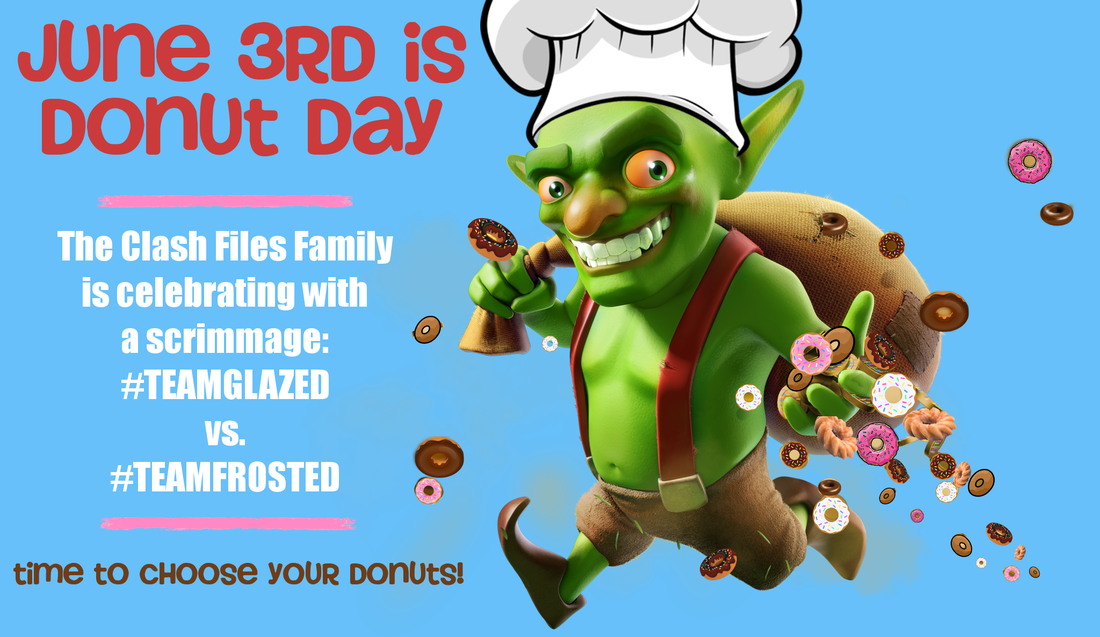 June 3RD is
Donut Day
The Clash Files Family
is celebrating with
a scrimmage:
#TEAMGLAZED
vs.
#TEAMFROSTED
time to choose your donuts!